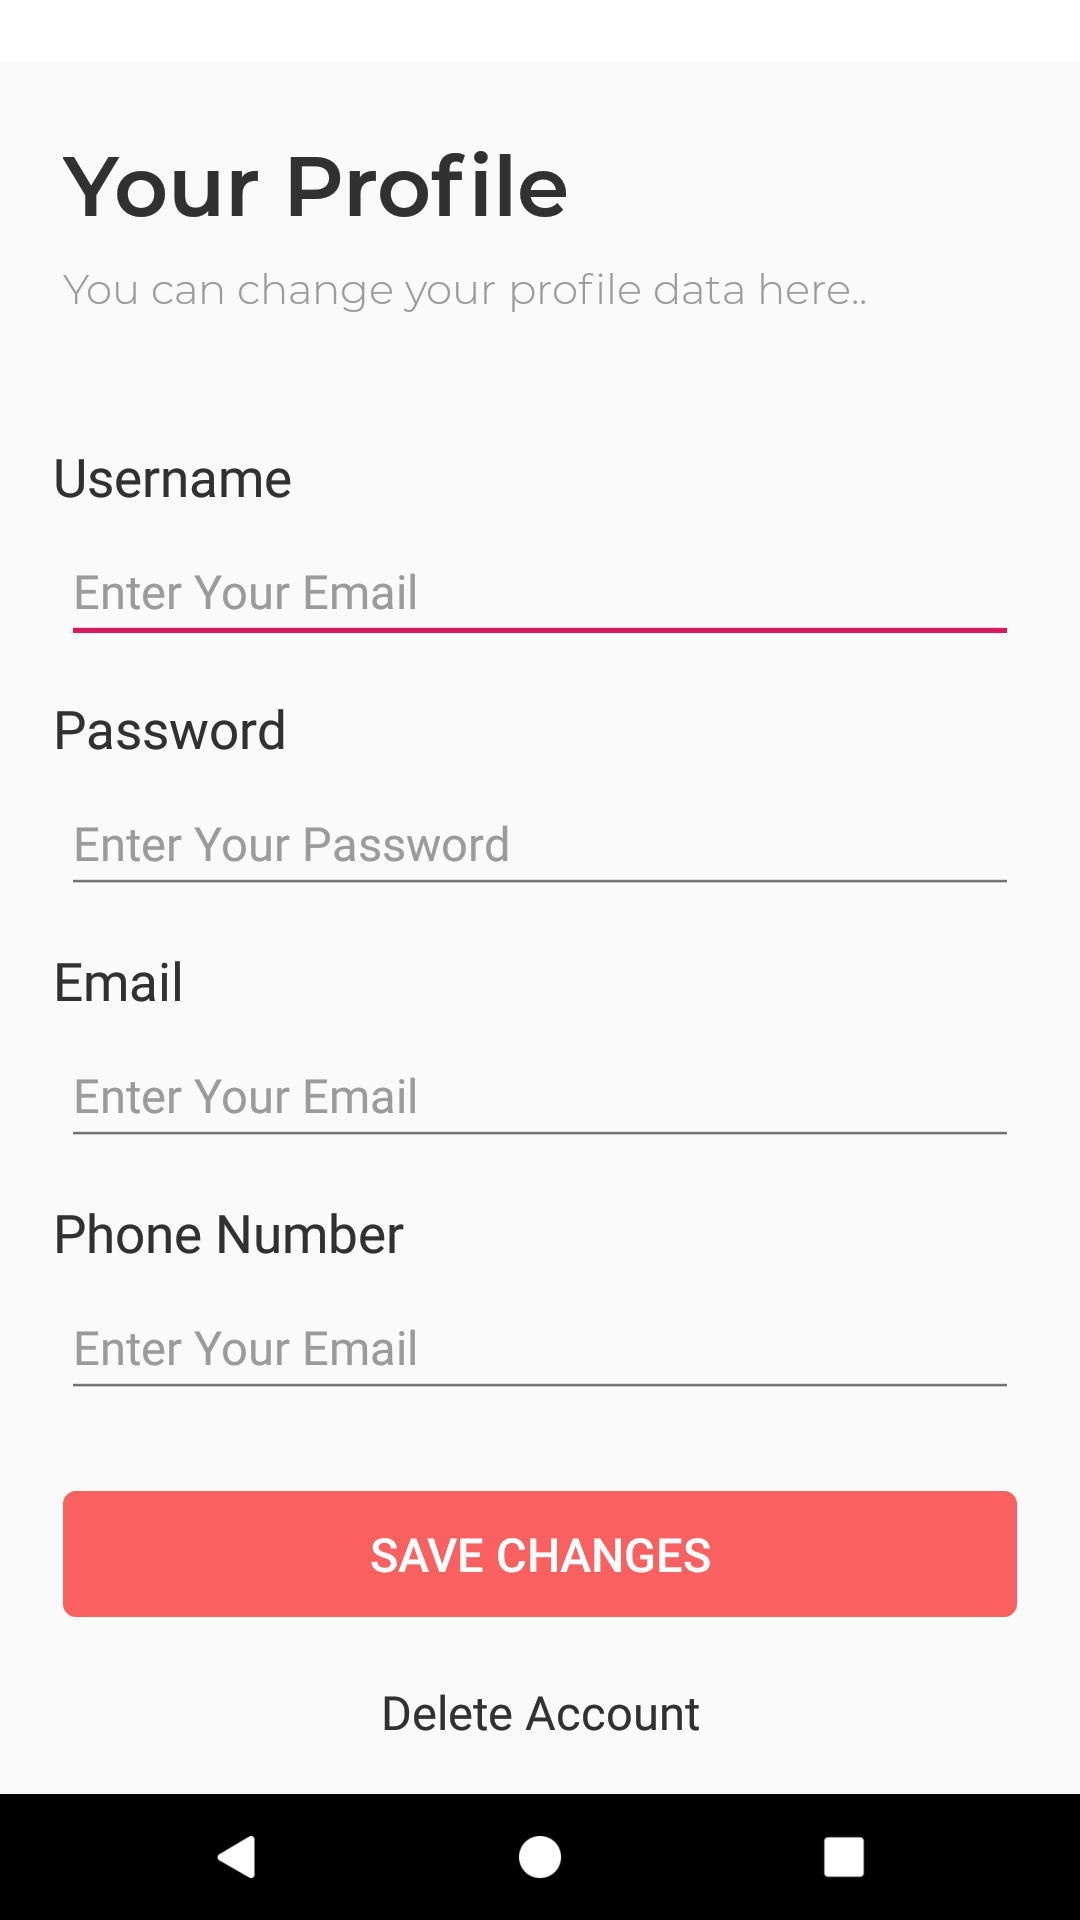 Your Profile
You can change your profile data here..
Username
Enter Your Email
Password
Enter Your Password
Email
Enter Your Email
Phone Number
Enter Your Email
SAVE CHANGES
Delete Account